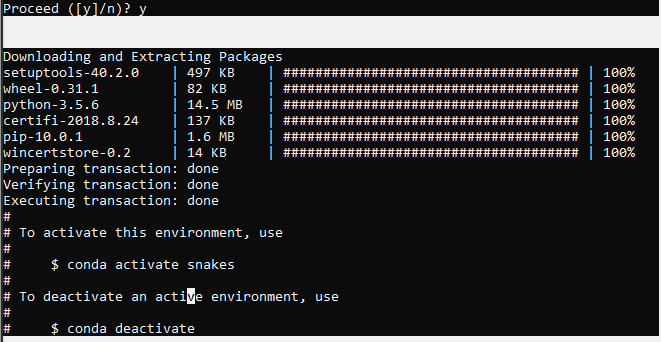 Proceed ([y]/n)? y
Downloading and Extracting Packages
setuptools-40.2.0    | 497 KB    | ##################################### | 100%
wheel-0.31.1         | 82 KB     | ##################################### | 100%
python-3.5.6         | 14.5 MB   | ##################################### | 100%
certifi-2018.8.24    | 137 KB    | ##################################### | 100%
pip-10.0.1           | 1.6 MB    | ##################################### | 100%
wincertstore-0.2     | 14 KB     | ##################################### | 100%
Preparing transaction: done
Verifying transaction: done
Executing transaction: done
#
# To activate this environment, use
#
#     $ conda activate snakes
#
# To deactivate an active environment, use
#
#     $ conda deactivate